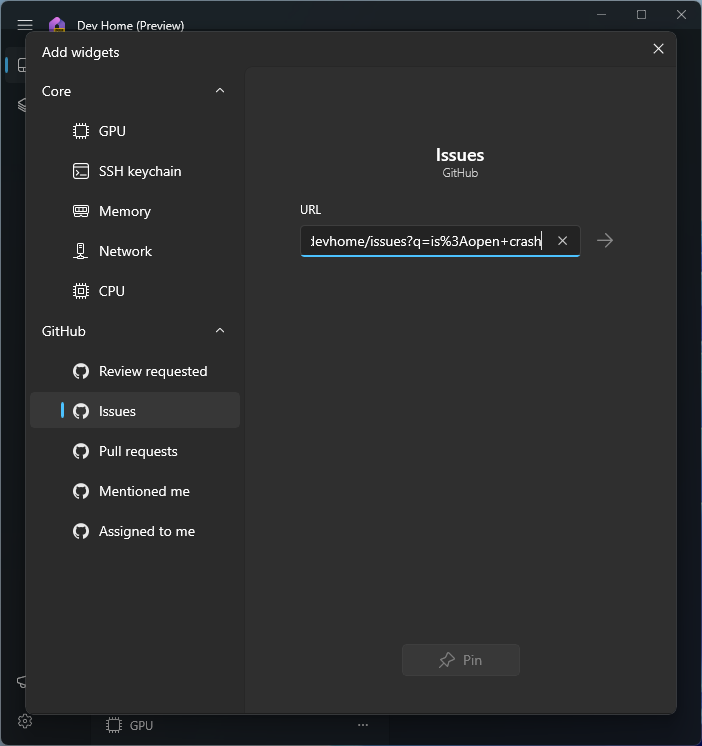 Dev Home (Preview)
Add widgets
Core
GPU
SSH keychain
Memory
Network
CPU
GitHub
Review requested
Issues
Pull requests
Mentioned me
Assigned to me
Issues
GitHub
URL
devhome/issues?q=is%3Aopen+crash
Pin
GPU